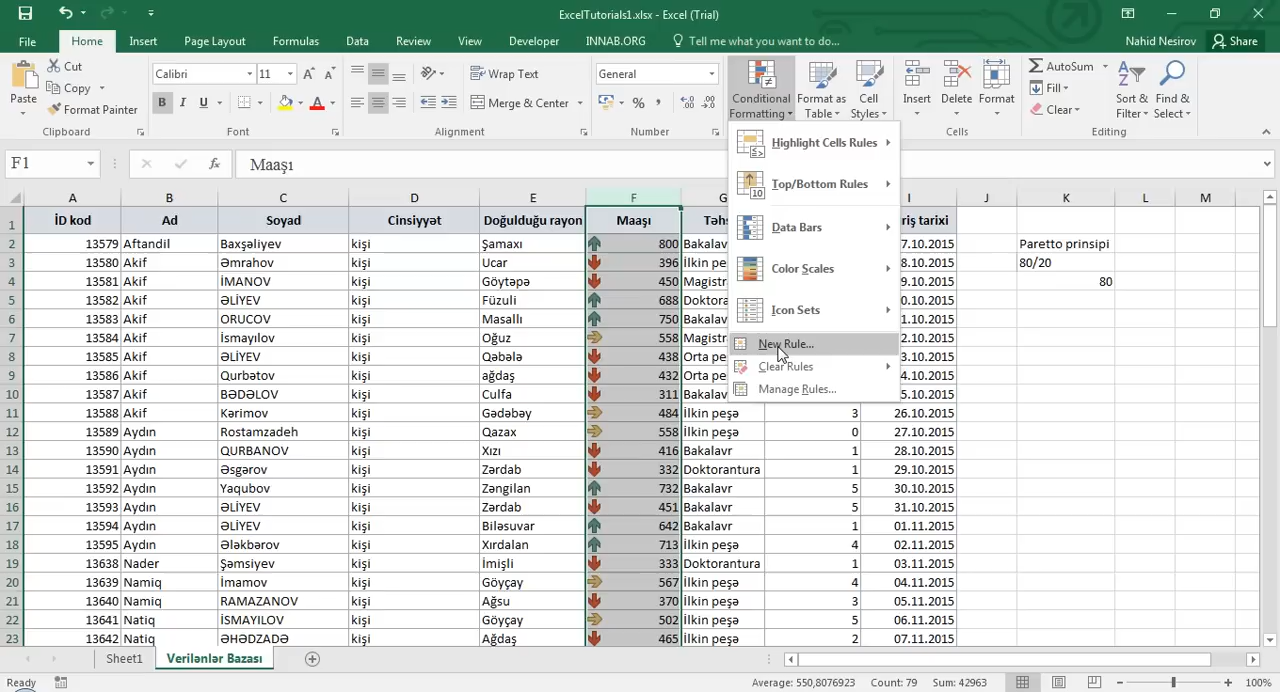 ExcelTutorials1.xlsx - Excel (Trial)
File Home Insert Page Layout Formulas Data Review View Developer INNAB.ORG Tell me what you want to do... Nahid Nesirov Share
Paste
Cut
Copy
Format Painter
Clipboard
Calibri 11
B I U
Font
Wrap Text
Merge & Center
Alignment
General
%
Number
Conditional Formatting
Format as Table
Cell Styles
Insert
Delete
Format
Cells
AutoSum
Fill
Clear
Sort & Filter
Find & Select
Editing
Highlight Cells Rules
Top/Bottom Rules
Data Bars
Color Scales
Icon Sets
New Rule...
Clear Rules
Manage Rules...
F1 fx Maaşı
A B C D E F G I J K L M
1 İD kod Ad Soyad Cinsiyyət Doğulduğu rayon Maaşı Təhs riş tarixi
2 13579 Aftandil Baxşəliyev kişi Şamaxı 800 Bakalavr 7.10.2015 Paretto prinsipi
3 13580 Akif Əmrahov kişi Ucar 396 İlkin pe 8.10.2015 80/20
4 13581 Akif İMANOV kişi Göytəpə 450 Magistr 9.10.2015 80
5 13582 Akif ƏLİYEV kişi Füzuli 688 Doktora 0.10.2015
6 13583 Akif ORUCOV kişi Masallı 750 Bakalav 1.10.2015
7 13584 Akif İsmayılov kişi Oğuz 558 Magistr 2.10.2015
8 13585 Akif ƏLİYEV kişi Qəbələ 438 Orta pe 3.10.2015
9 13586 Akif Qurbətov kişi ağdaş 432 İlkin pe 4.10.2015
10 13587 Akif BƏDƏLOV kişi Culfa 311 Bakalavr 5.10.2015
11 13588 Akif Kərimov kişi Gədəbəy 484 İlkin peşə 3 26.10.2015
12 13589 Aydın Rostamzadeh kişi Qazax 558 İlkin peşə 0 27.10.2015
13 13590 Aydın QURBANOV kişi Xızı 416 Bakalavr 1 28.10.2015
14 13591 Aydın Əsgərov kişi Zərdab 332 Doktorantura 1 29.10.2015
15 13592 Aydın Yaqubov kişi Zəngilan 732 Bakalavr 5 30.10.2015
16 13593 Aydın ƏLİYEV kişi Zərdab 451 Bakalavr 5 31.10.2015
17 13594 Aydın ƏLİYEV kişi Biləsuvar 642 Bakalavr 1 01.11.2015
18 13595 Aydın Ələkbərov kişi Xırdalan 713 İlkin peşə 4 02.11.2015
19 13638 Nader Şəmsiyev kişi İmişli 333 Doktorantura 1 03.11.2015
20 13639 Namiq İmamov kişi Göyçay 567 İlkin peşə 4 04.11.2015
21 13640 Namiq RAMAZANOV kişi Ağsu 370 İlkin peşə 3 05.11.2015
22 13641 Natiq İSMAYILOV kişi Göyçay 502 İlkin peşə 5 06.11.2015
23 13642 Natiq ƏHƏDZADƏ kişi Ağdaş 465 İlkin peşə 2 07.11.2015
Sheet1 Verilənlər Bazası
Ready Average: 550,8076923 Count: 79 Sum: 42963 100%